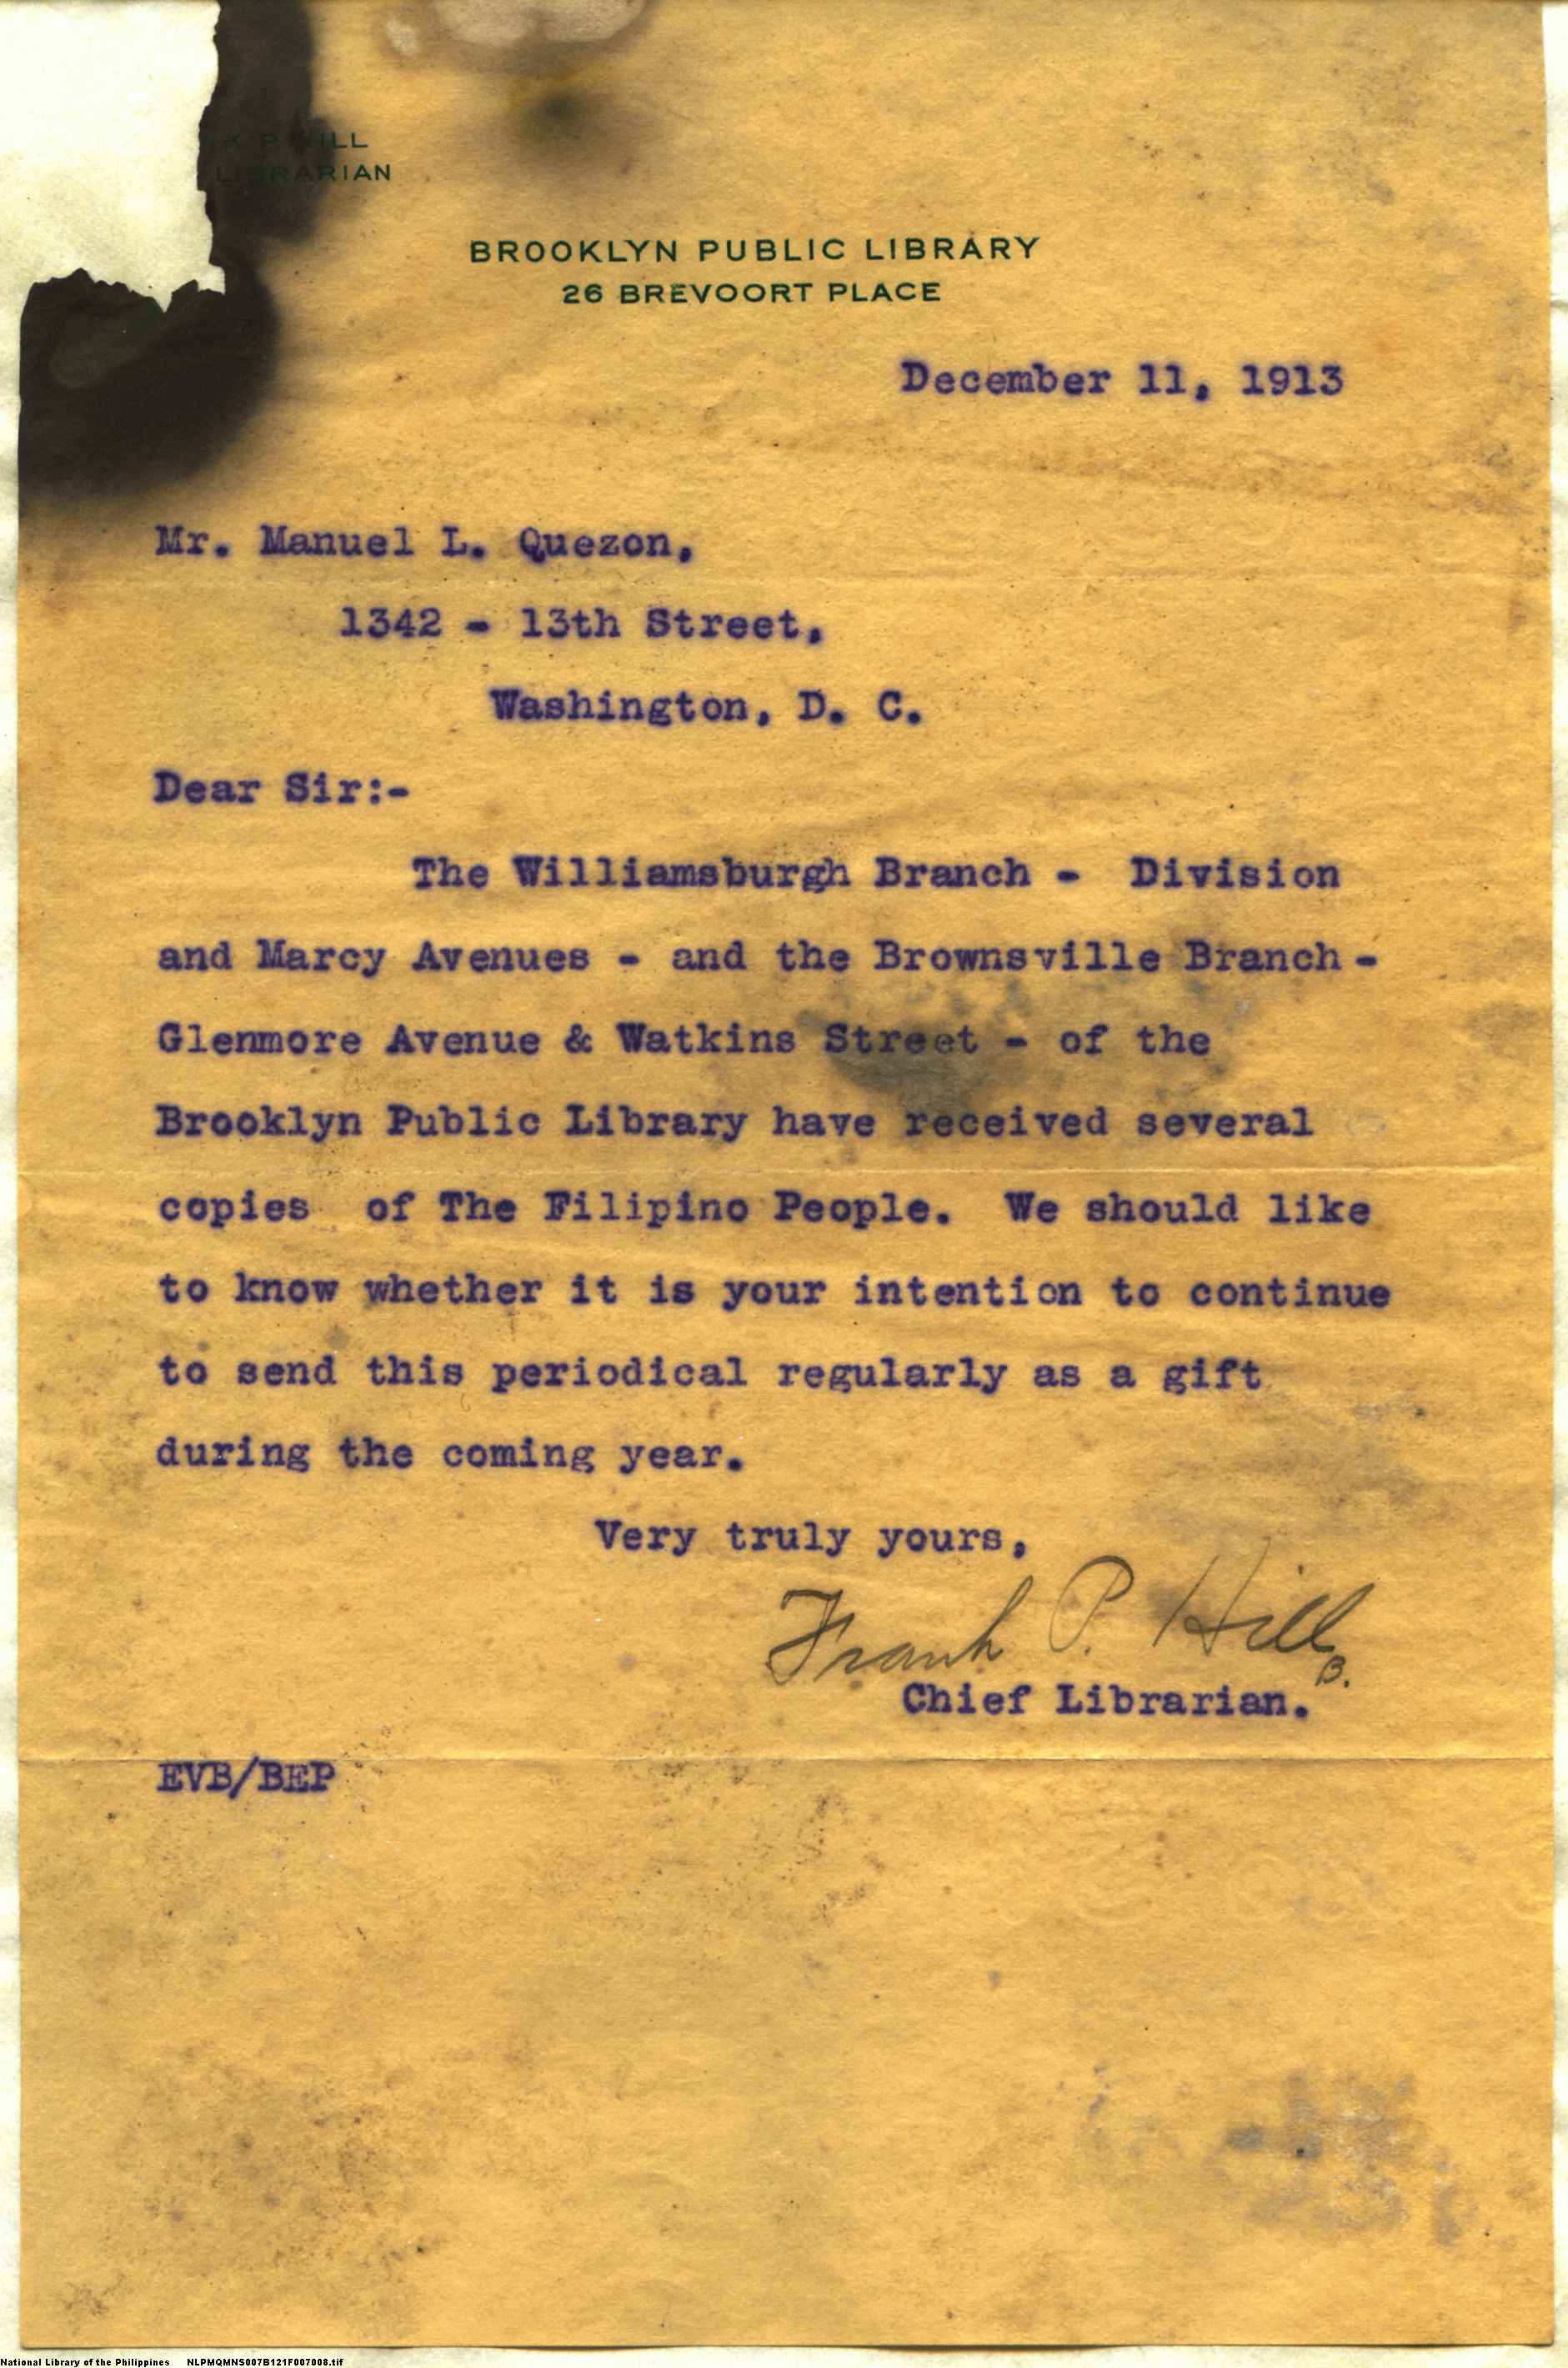 K P HILL
LIBRARIAN
BROOKLYN PUBLIC LIBRARY
26 BREVOORT PLACE
December 11, 1913
Mr. Manuel L. Quezon,
1342 - 13th Street,
Washington, D. C.
Dear Sir:-
The Williamsburgh Branch - Division
and Marcy Avenues - and the Brownsville Branch -
Glenmore Avenue & Watkins Street - of the
Brooklyn Public Library have received several
copies of The Filipino People. We should like
to know whether it is your intention to continue
to send this periodical regularly as a gift
during the coming year.
Very truly yours,
Frank P. Hill
B.
Chief Librarian.
EVB/BEP
National Library of the Philippines NLPMQMNS007B121F007008.tif